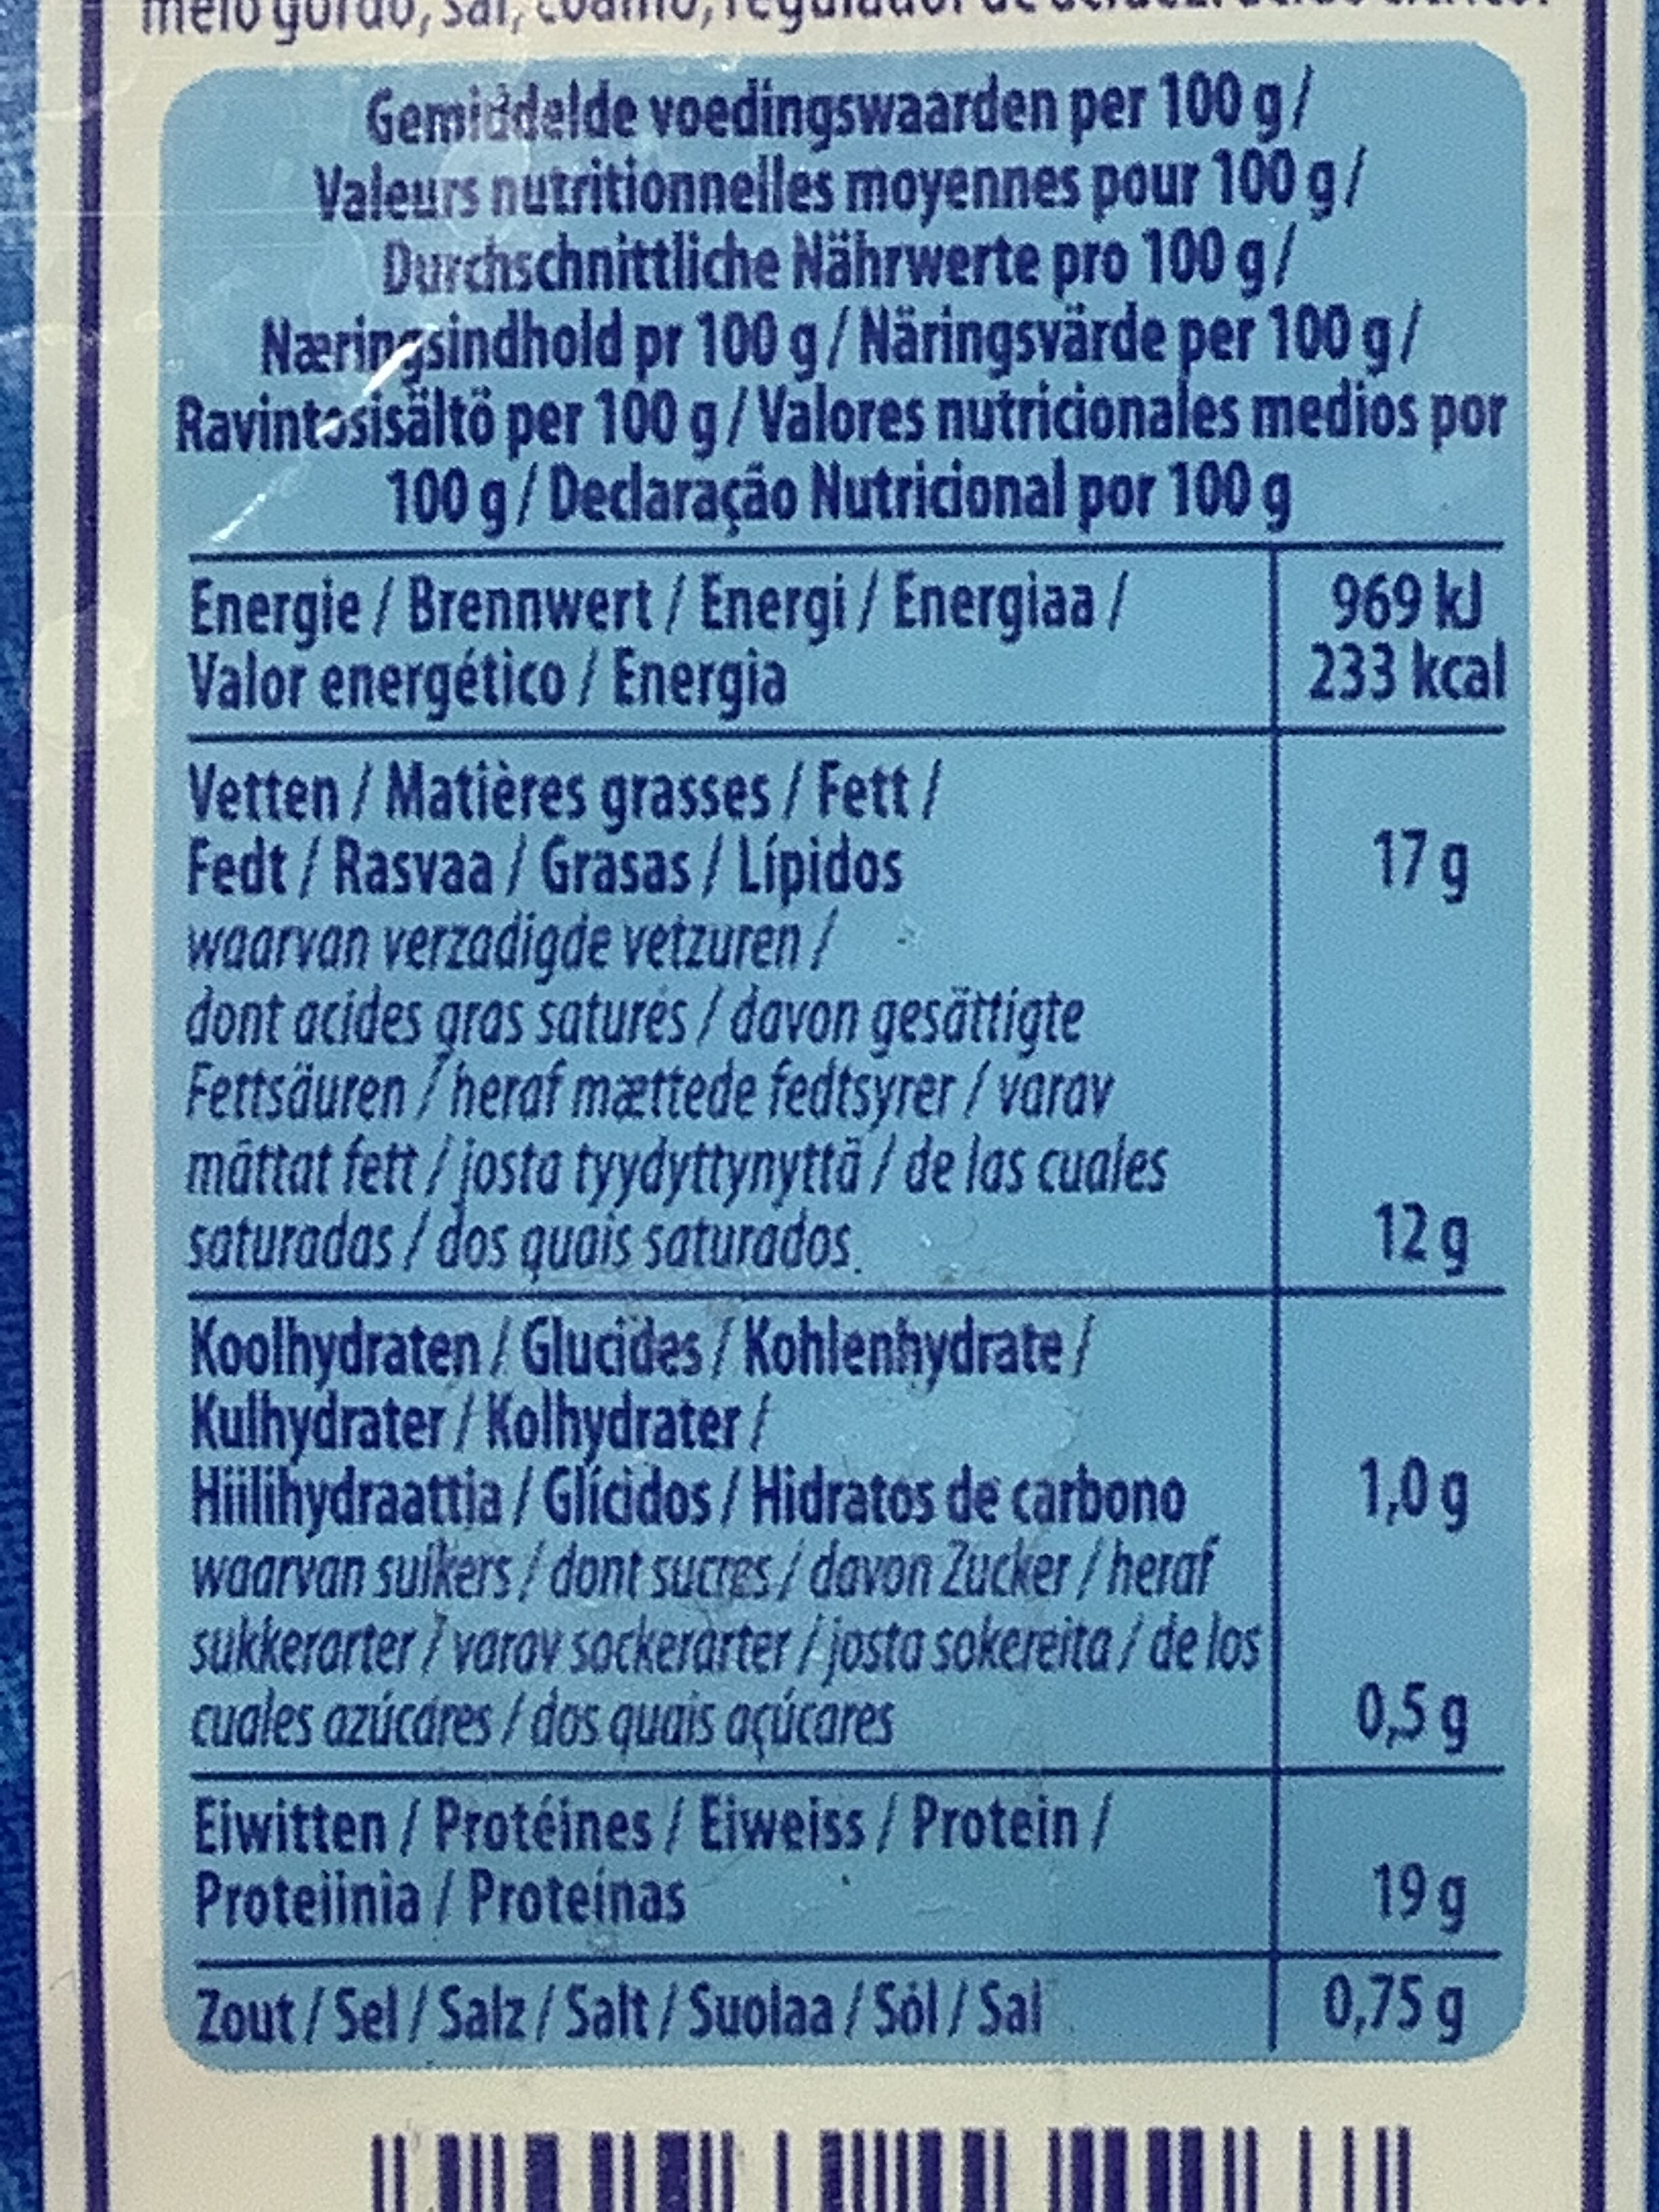 Gemiddelde voedingswaarden per 100 g /
Valeurs nutritionnelles moyennes pour 100 g /
Durchschnittliche Nährwerte pro 100 g /
Næringsindhold pr 100 g / Näringsvärde per 100 g /
Ravintosisältö per 100 g / Valores nutricionales medios por
100 g / Declaração Nutricional por 100 g
Energie / Brennwert / Energi / Energiaa / 969 kJ
Valor energético / Energia 233 kcal
Vetten / Matières grasses / Fett /
Fedt / Rasvaa / Grasas / Lípidos 17 g
waarvan verzadigde vetzuren /
dont acides gras saturés / davon gesättigte
Fettsäuren / heraf mættede fedtsyrer / varav
mättat fett / josta tyydyttynyttä / de las cuales
saturadas / dos quais saturados 12 g
Koolhydraten / Glucides / Kohlenhydrate /
Kulhydrater / Kolhydrater /
Hiilihydraattia / Glícidos / Hidratos de carbono 1,0 g
waarvan suikers / dont sucres / davon Zucker / heraf
sukkerarter / varav sockerarter / josta sokereita / de los
cuales azúcares / dos quais açúcares 0,5 g
Eiwitten / Protéines / Eiweiss / Protein /
Proteiinia / Proteínas 19 g
Zout / Sel / Salz / Salt / Suolaa / Sól / Sal 0,75 g